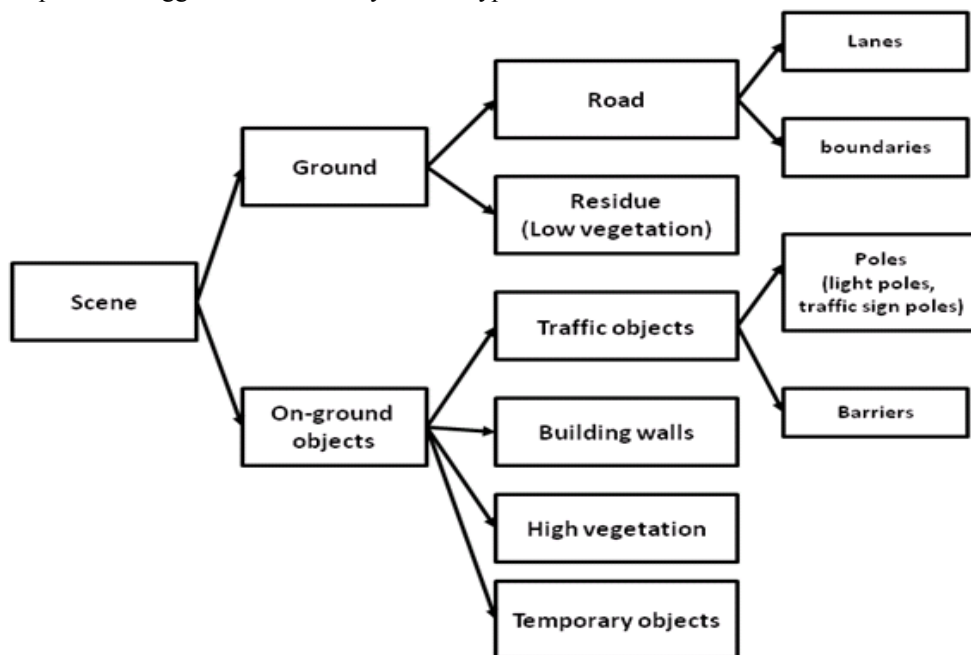 Lanes
Road
boundaries
Ground
Residue
(Low vegetation)
Scene
Poles
(light poles,
traffic sign poles)
Traffic objects
On-ground
objects
Barriers
Building walls
High vegetation
Temporary objects